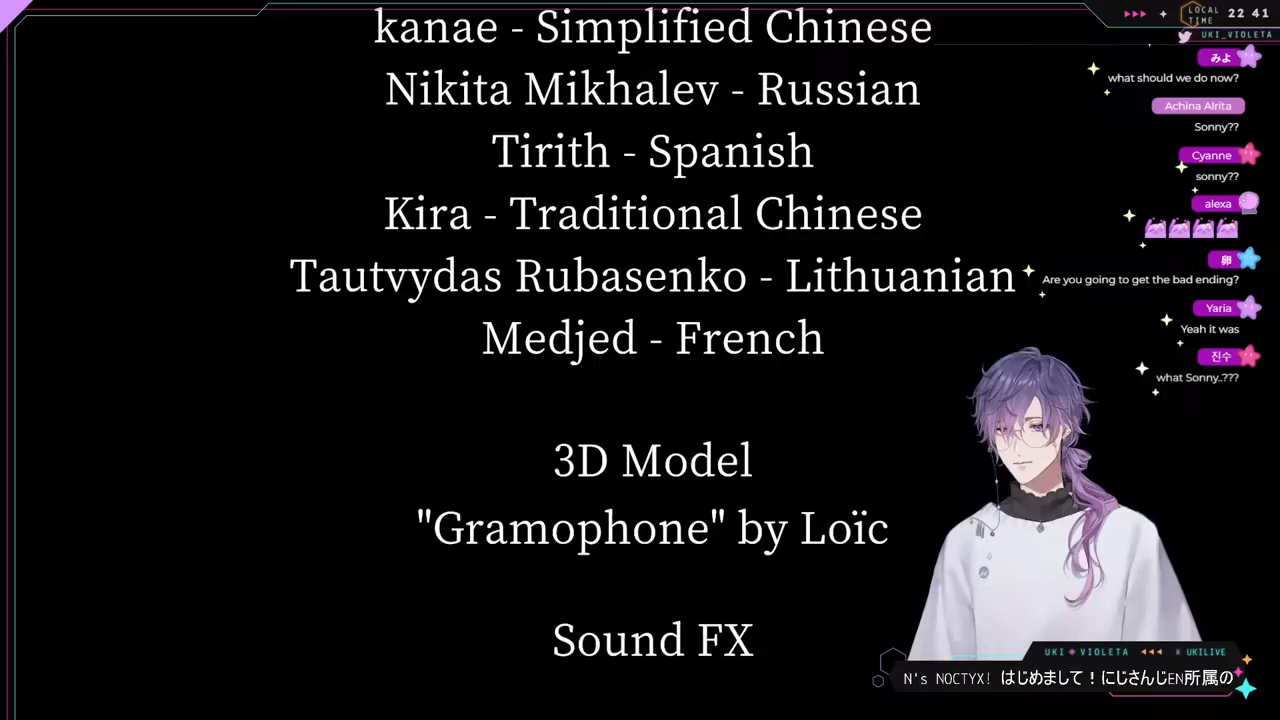 kanae - Simplified Chinese
Nikita Mikhalev - Russian
Tirith - Spanish
Kira - Traditional Chinese
Tautvydas Rubasenko - Lithuanian
Medjed - French
3D Model
"Gramophone" by Loïc
Sound FX
LOCAL TIME 22 41
UKI_VIOLETA
みよ
what should we do now?
Achina Alrita
Sonny??
Cyanne
sonny??
alexa
卵
Are you going to get the bad ending?
Yaria
Yeah it was
진수
what Sonny..???
UKI VIOLETA
UKILIVE
N's NOCTYX! はじめまして！にじさんじEN所属の